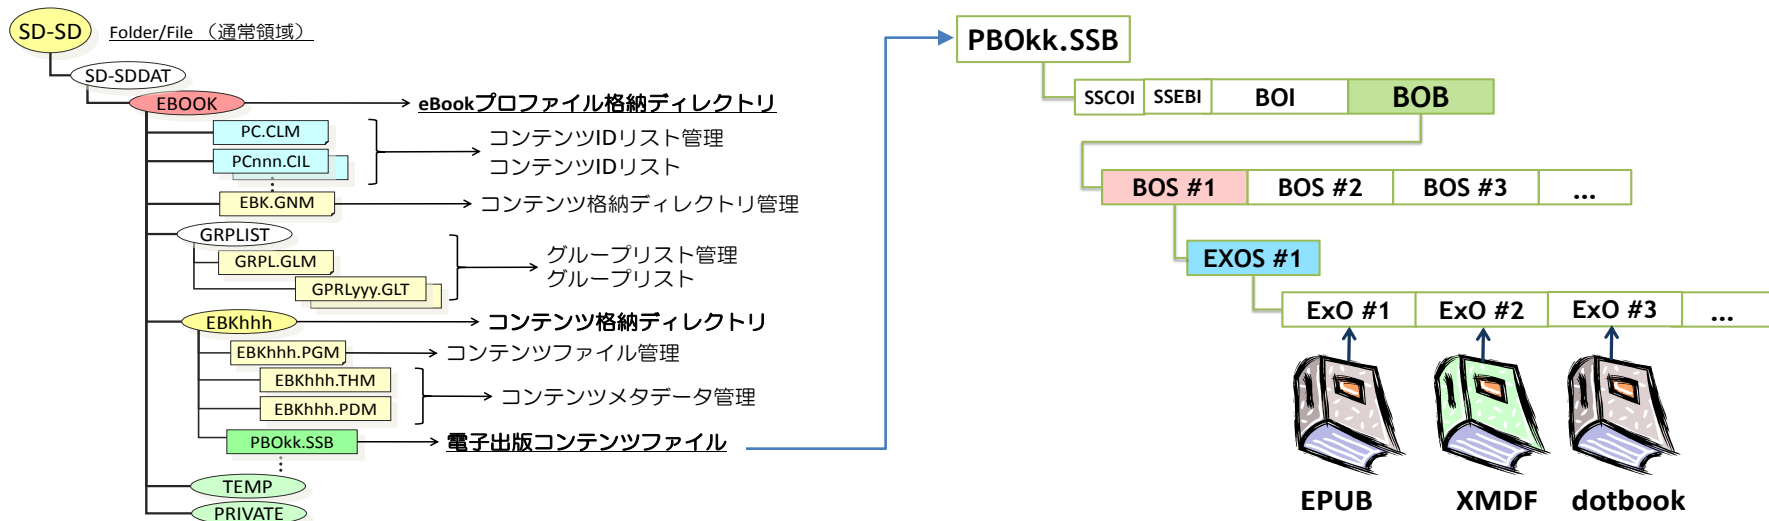 SD-SD
Folder/File （通常領域）
SD-SDDAT
EBOOK
eBookプロファイル格納ディレクトリ
PC.CLM
コンテンツIDリスト管理
PCnnn.CIL
コンテンツIDリスト
EBK.GNM
コンテンツ格納ディレクトリ管理
GRPLIST
GRPL.GLM
グループリスト管理
グループリスト
GPRLyyy.GLT
EBKhhh
コンテンツ格納ディレクトリ
EBKhhh.PGM
コンテンツファイル管理
EBKhhh.THM
コンテンツメタデータ管理
EBKhhh.PDM
PBOkk.SSB
電子出版コンテンツファイル
TEMP
PRIVATE
PBOkk.SSB
SSCOI SSEBI BOI BOB
BOS #1 BOS #2 BOS #3 ...
EXOS #1
ExO #1 ExO #2 ExO #3 ...
EPUB XMDF dotbook